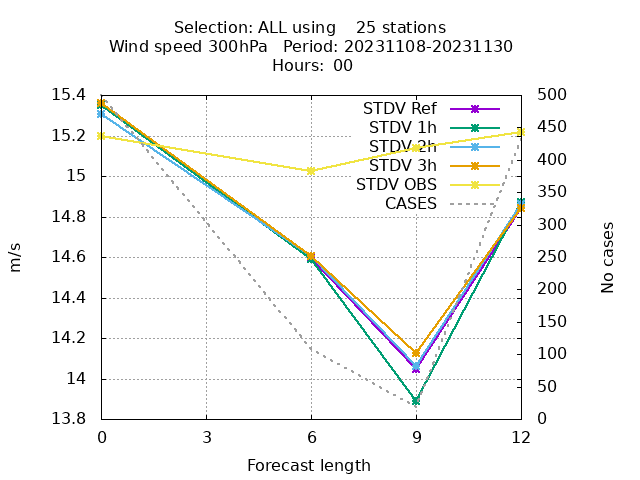 Selection: ALL using    25 stations
Wind speed 300hPa   Period: 20231108-20231130
Hours:  00
15.4
15.2
15
14.8
14.6
14.4
14.2
14
13.8
500
450
400
350
300
250
200
150
100
50
0
STDV Ref
STDV 1h
STDV 2h
STDV 3h
STDV OBS
CASES
m/s
No cases
0 3 6 9 12
Forecast length